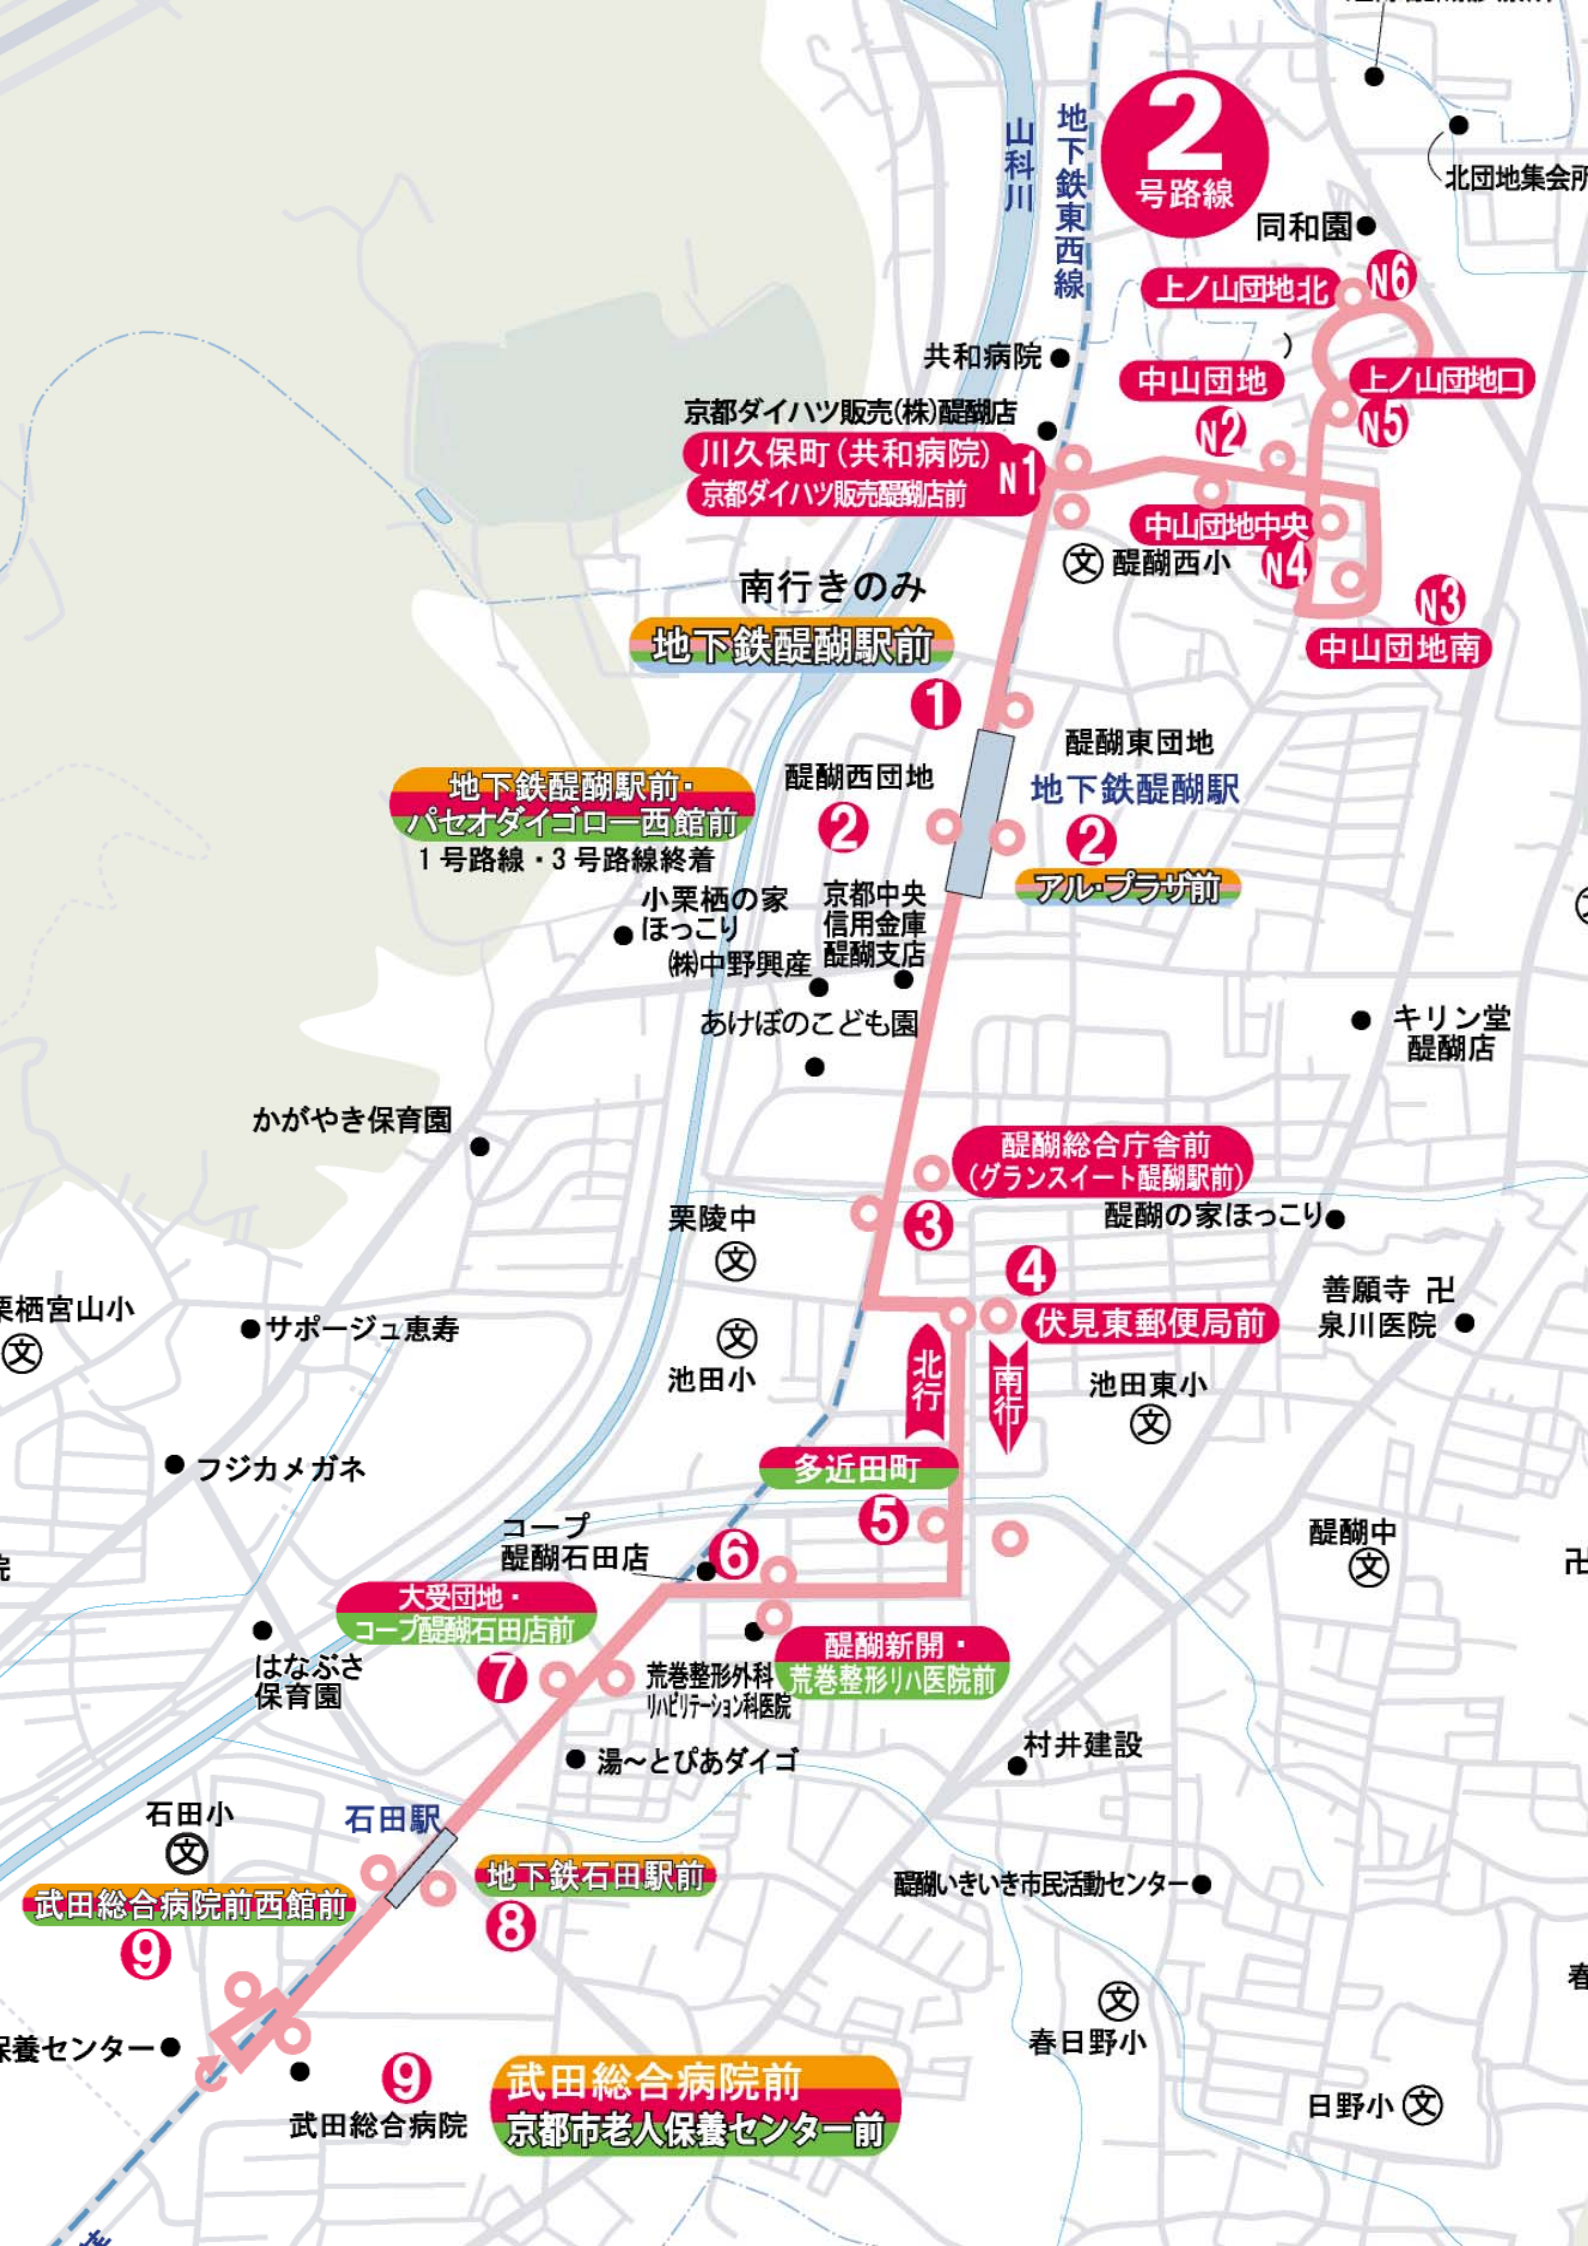 2
号路線
山科川
地下鉄東西線
北団地集会所
同和園
上ノ山団地北
N6
共和病院
)
中山団地
N2
上ノ山団地口
N5
京都ダイハツ販売(株)醍醐店
川久保町(共和病院)
京都ダイハツ販売醍醐店前
N1
中山団地中央
N4
文 醍醐西小
N3
中山団地南
南行きのみ
地下鉄醍醐駅前
1
醍醐東団地
地下鉄醍醐駅
2
アル・プラザ前
醍醐西団地
2
地下鉄醍醐駅前・
パセオダイゴロー西館前
1号路線・3号路線終着
小栗栖の家
ほっこり
京都中央
信用金庫
醍醐支店
(株)中野興産
あけぼのこども園
キリン堂
醍醐店
かがやき保育園
醍醐総合庁舎前
(グランスイート醍醐駅前)
3
醍醐の家ほっこり
栗陵中
文
4
伏見東郵便局前
善願寺 卍
泉川医院
栗栖宮山小
文
サポージュ恵寿
文
池田小
北行
南行
池田東小
文
フジカメガネ
多近田町
5
コープ
醍醐石田店
6
醍醐中
文
卍
大受団地・
コープ醍醐石田店前
7
醍醐新開・
荒巻整形リハ医院前
荒巻整形外科
リハビリテーション科医院
はなぶさ
保育園
湯〜とぴあダイゴ
村井建設
石田小
文
石田駅
地下鉄石田駅前
8
醍醐いきいき市民活動センター
武田総合病院前西館前
9
文
春日野小
春
保養センター
9
武田総合病院
武田総合病院前
京都市老人保養センター前
日野小 文